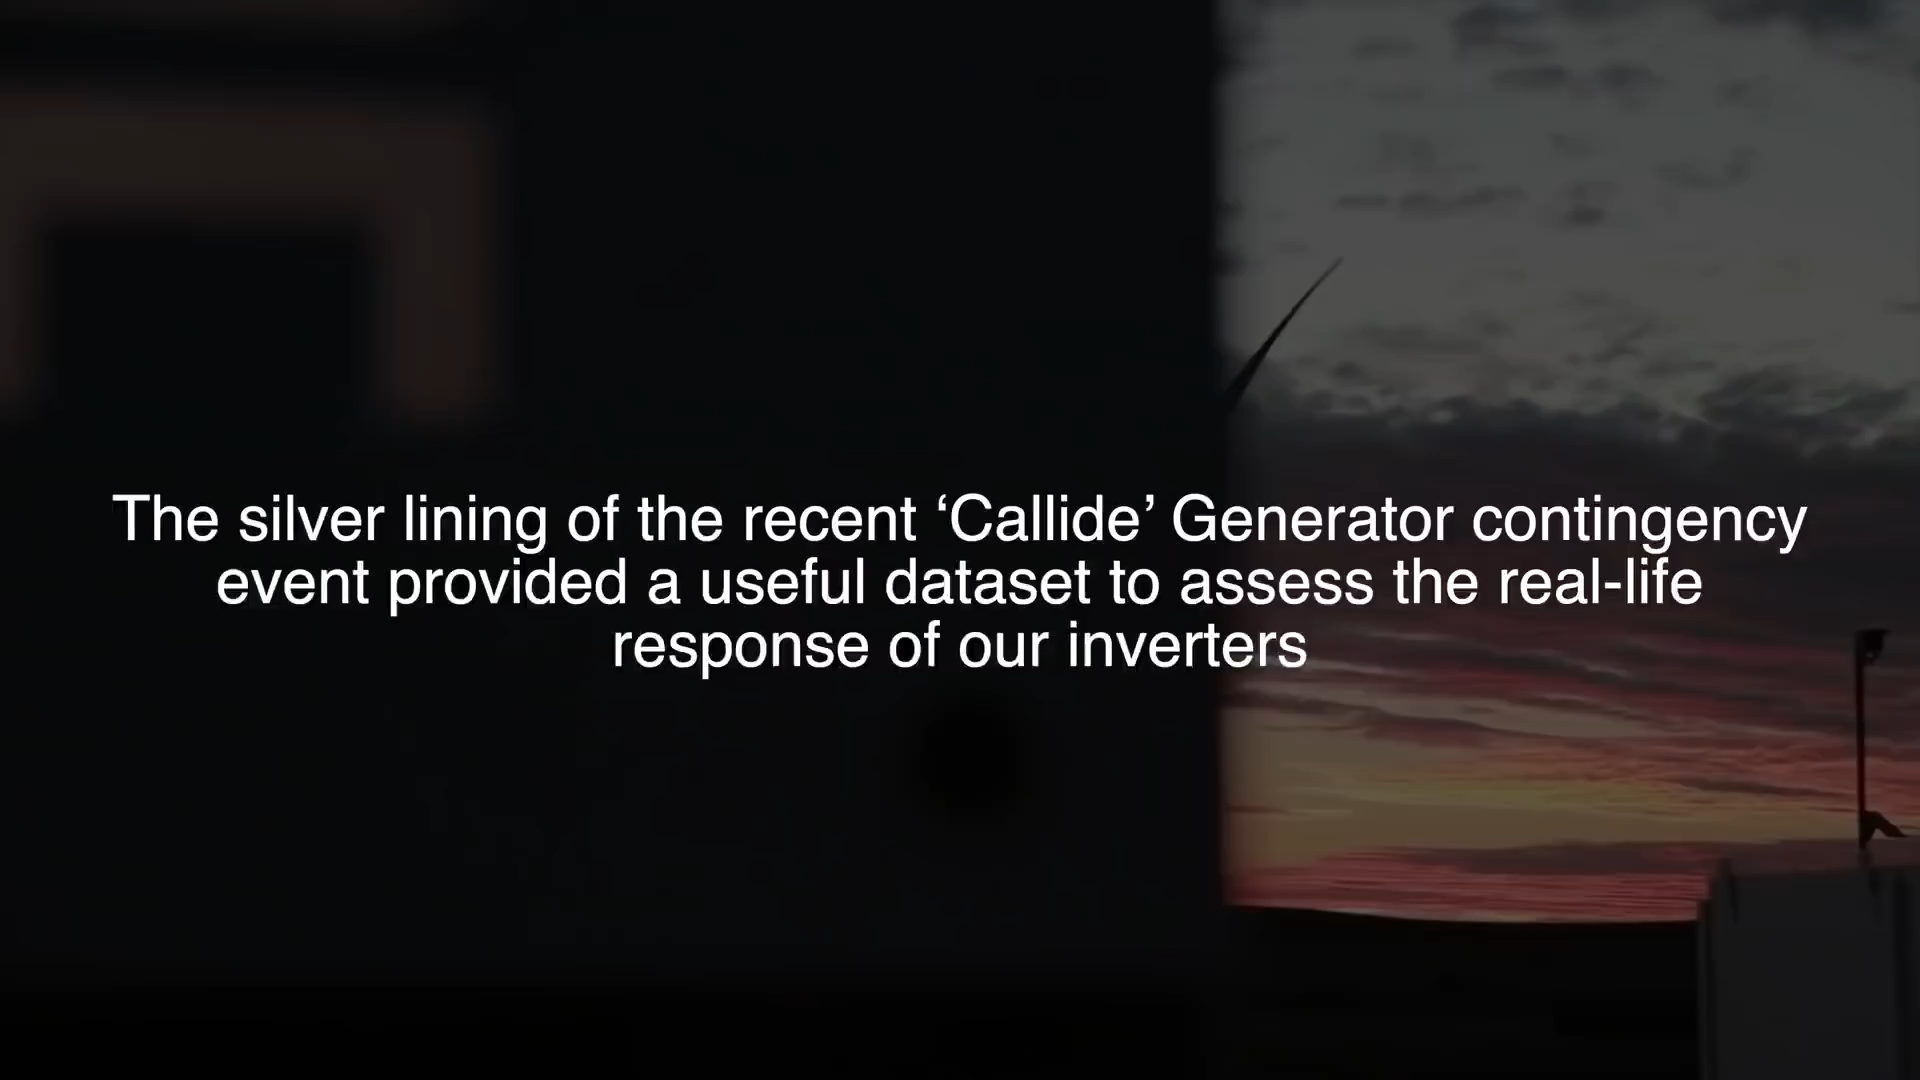 The silver lining of the recent ‘Callide’ Generator contingency
event provided a useful dataset to assess the real-life
response of our inverters